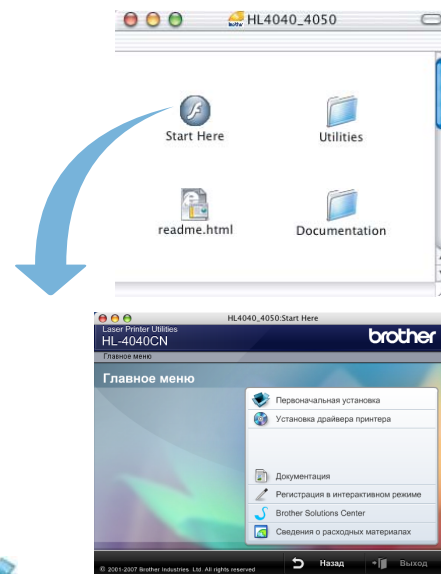 HL4040_4050
Start Here
Utilities
readme.html
Documentation
HL4040_4050:Start Here
Laser Printer Utilities
HL-4040CN
brother
Главное меню
Главное меню
Первоначальная установка
Установка драйвера принтера
Документация
Регистрация в интерактивном режиме
Brother Solutions Center
Сведения о расходных материалах
© 2001-2007 Brother Industries Ltd. All rights reserved
Назад
Выход